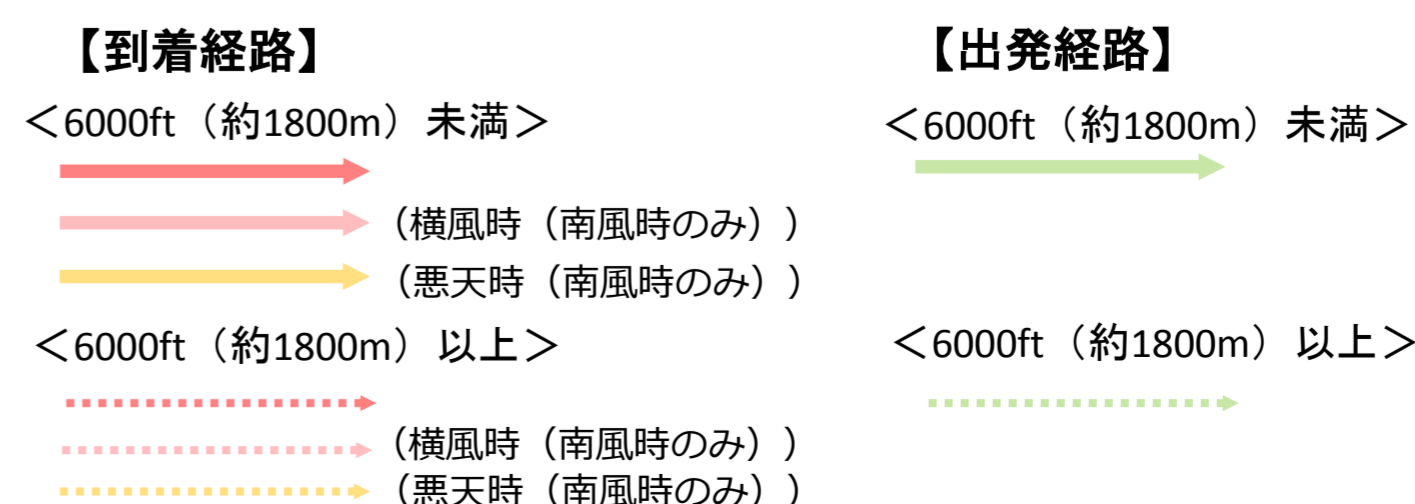 【到着経路】
＜6000ft（約1800m）未満＞
（横風時（南風時のみ））
（悪天時（南風時のみ））
＜6000ft（約1800m）以上＞
（横風時（南風時のみ））
（悪天時（南風時のみ））
【出発経路】
＜6000ft（約1800m）未満＞
＜6000ft（約1800m）以上＞